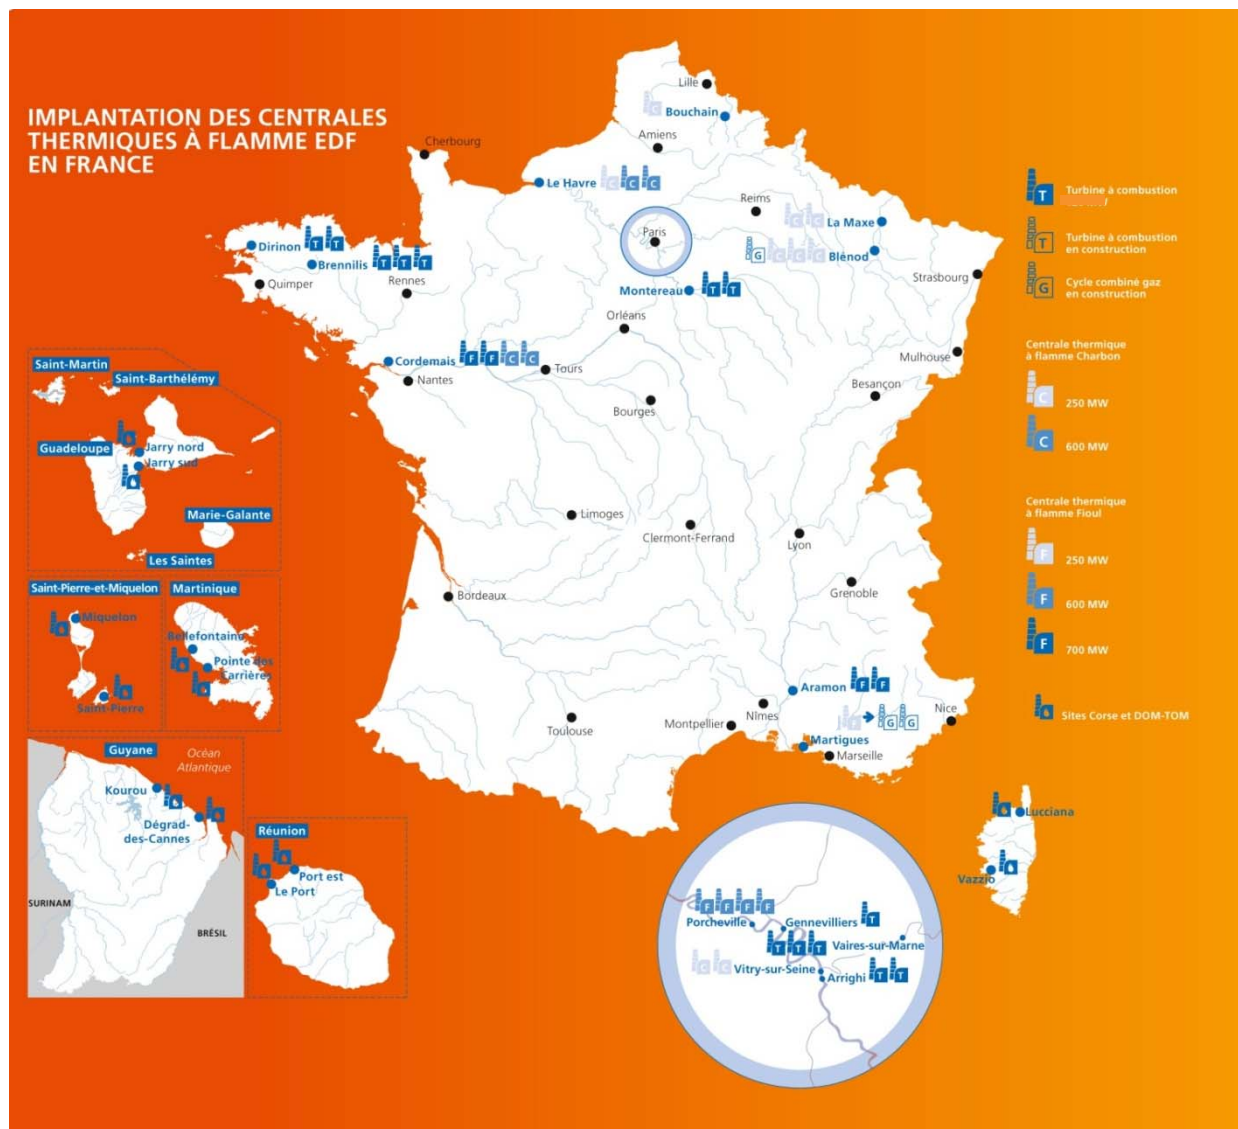 IMPLANTATION DES CENTRALES
THERMIQUES À FLAMME EDF
EN FRANCE
Lille
C
Bouchain
Amiens
Cherbourg
Le Havre
C C C
Reims
C C
La Maxe
Paris
G C C C
Blénod
Strasbourg
Dirinon
T T
Brennilis
T T T
Quimper
Rennes
Montereau
T T
Orléans
Cordemais
F F C C
Nantes
Tours
Mulhouse
Besançon
Bourges
Limoges
Clermont-Ferrand
Lyon
Grenoble
Bordeaux
Aramon
F F
Nîmes
Montpellier
Toulouse
C
G G
Nice
Martigues
Marseille
Lucciana
Vazzio
T
Turbine à combustion
T
Turbine à combustion
en construction
G
Cycle combiné gaz
en construction
Centrale thermique
à flamme Charbon
C
250 MW
C
600 MW
Centrale thermique
à flamme Fioul
F
250 MW
F
600 MW
F
700 MW
Sites Corse et DOM-TOM
Saint-Martin
Saint-Barthélémy
Guadeloupe
Jarry nord
Jarry sud
Marie-Galante
Les Saintes
Saint-Pierre-et-Miquelon
Miquelon
Saint-Pierre
Martinique
Bellefontaine
Pointe des
Carrières
Guyane
Océan
Atlantique
Kourou
Dégrad-
des-Cannes
SURINAM
BRÉSIL
Réunion
Port est
Le Port
F F F F
Porcheville
Gennevilliers
T
T T T
Vaires-sur-Marne
C C
Vitry-sur-Seine
Arrighi
T T